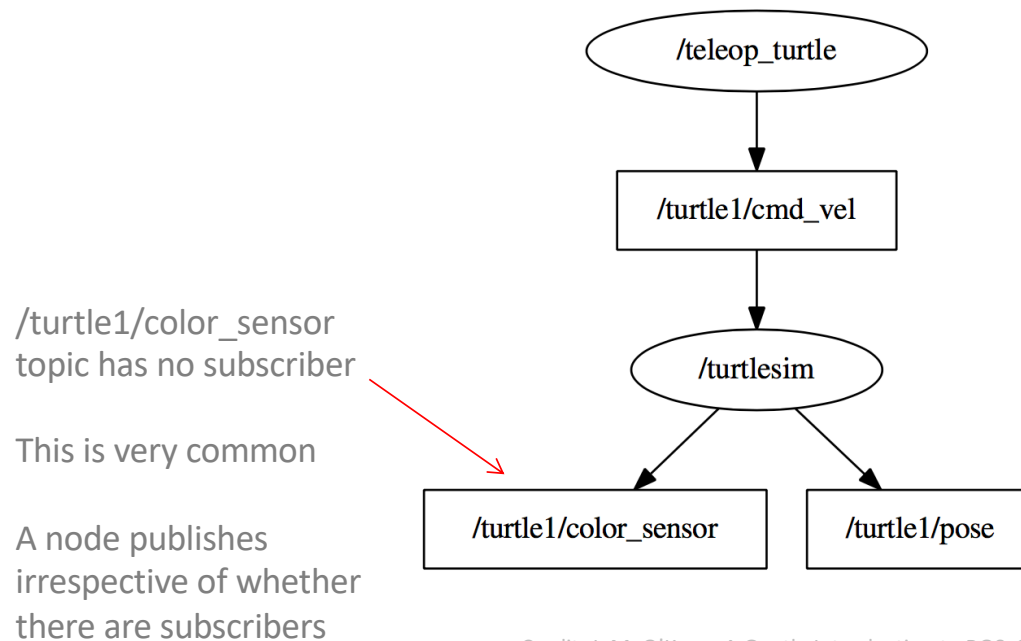 /teleop_turtle
/turtle1/cmd_vel
/turtlesim
/turtle1/color_sensor
/turtle1/pose
/turtle1/color_sensor
topic has no subscriber
This is very common
A node publishes
irrespective of whether
there are subscribers